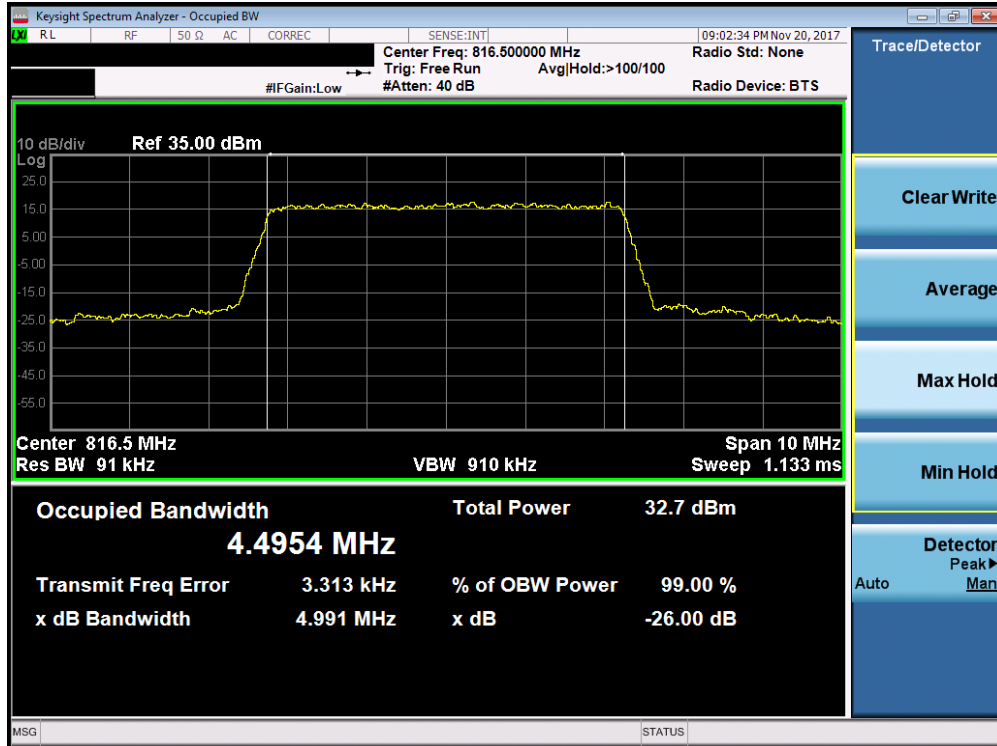 Keysight Spectrum Analyzer - Occupied BW
LXI RL RF 50 Ω AC CORREC SENSE:INT 09:02:34 PM Nov 20, 2017
Center Freq: 816.500000 MHz Radio Std: None
Trig: Free Run Avg|Hold:>100/100
#IFGain:Low #Atten: 40 dB Radio Device: BTS
Trace/Detector
10 dB/div Ref 35.00 dBm
Log
25.0
15.0
5.00
-5.00
-15.0
-25.0
-35.0
-45.0
-55.0
Center 816.5 MHz Span 10 MHz
Res BW 91 kHz VBW 910 kHz Sweep 1.133 ms
Occupied Bandwidth Total Power 32.7 dBm
4.4954 MHz
Transmit Freq Error 3.313 kHz % of OBW Power 99.00 %
x dB Bandwidth 4.991 MHz x dB -26.00 dB
Clear Write
Average
Max Hold
Min Hold
Detector
Peak▶
Auto Man
MSG STATUS